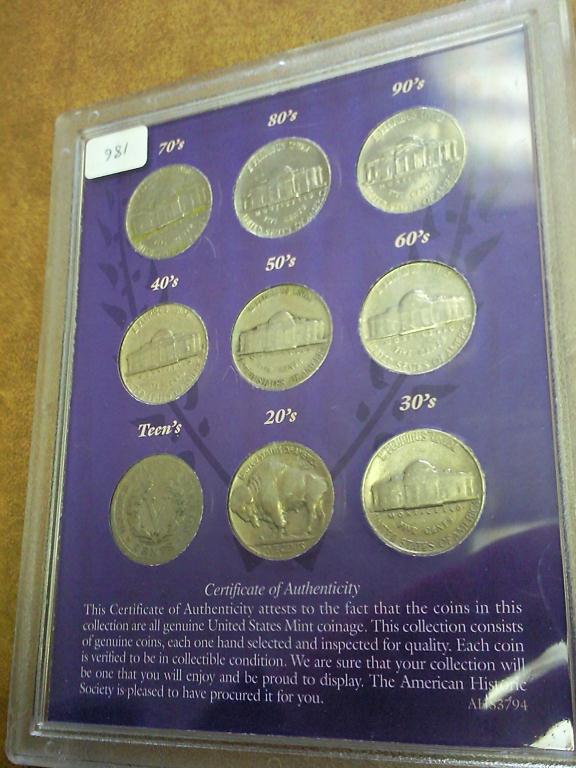 981
70's 80's 90's
40's 50's 60's
Teen's 20's 30's
Certificate of Authenticity
This Certificate of Authenticity attests to the fact that the coins in this
collection are all genuine United States Mint coinage. This collection consists
of genuine coins, each one hand selected and inspected for quality. Each coin
is verified to be in collectible condition. We are sure that your collection will
be one that you will enjoy and be proud to display. The American Historic
Society is pleased to have procured it for you.